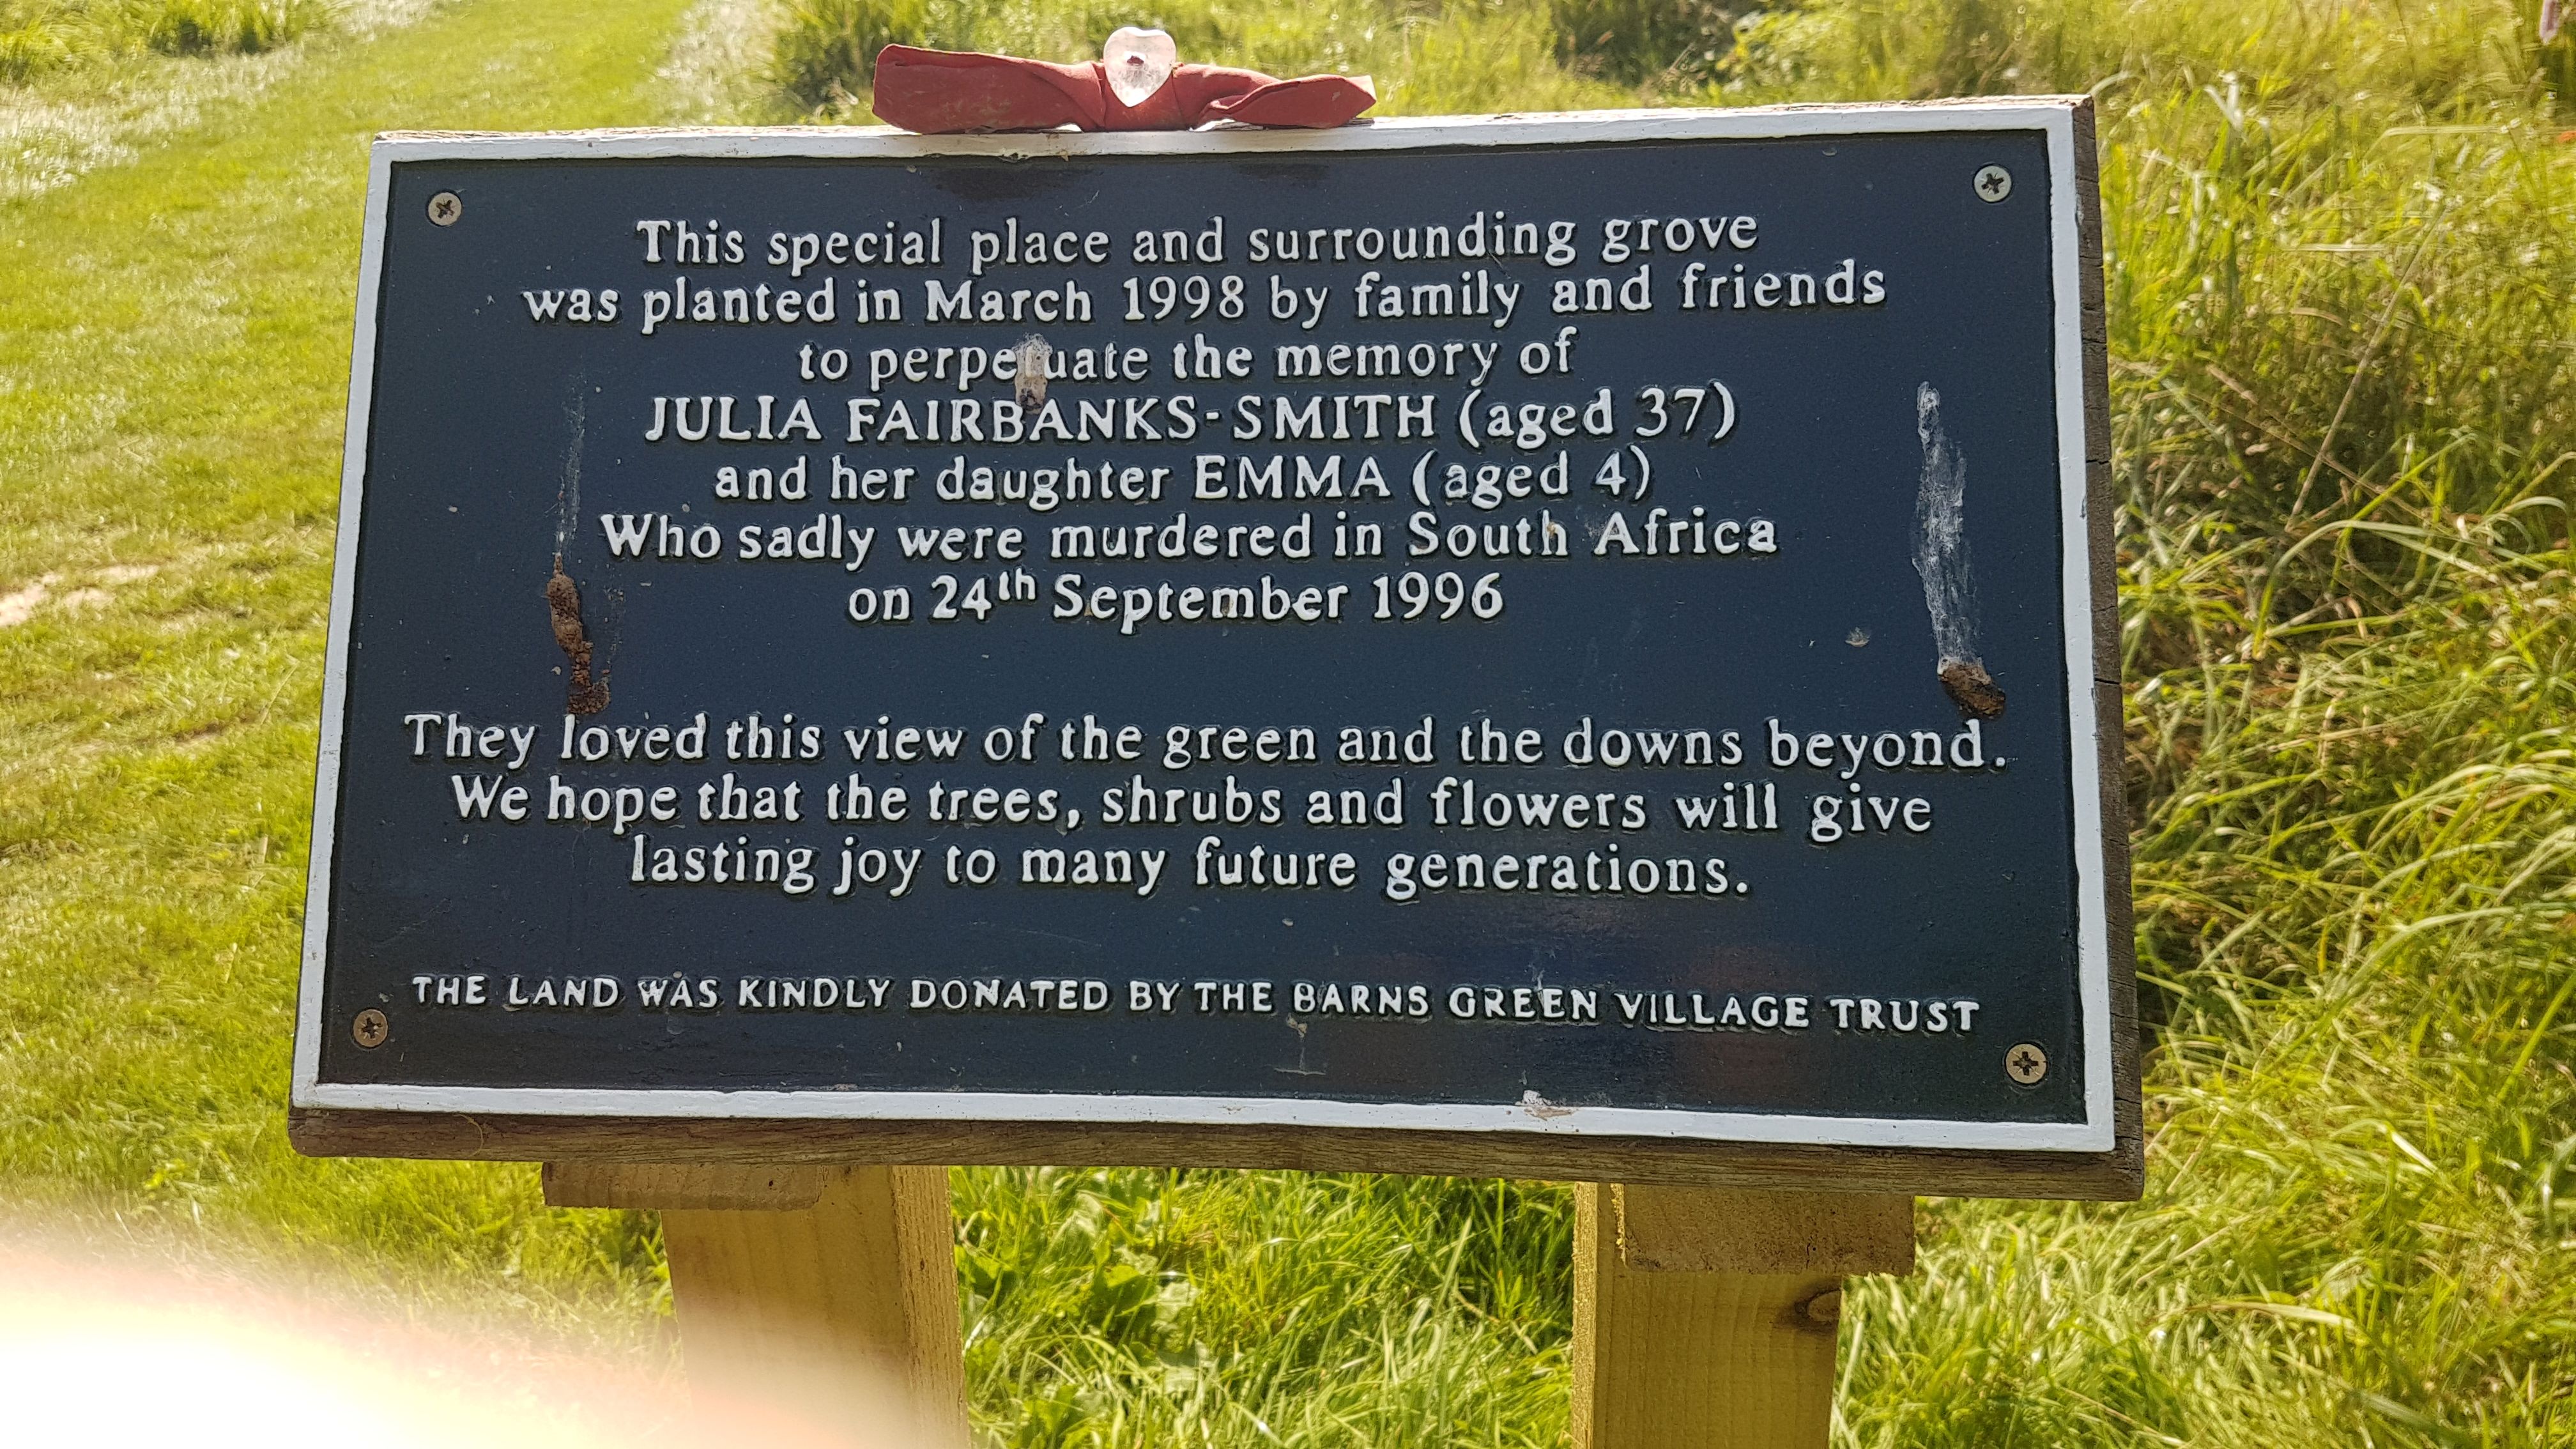 This special place and surrounding grove
was planted in March 1998 by family and friends
to perpetuate the memory of
JULIA FAIRBANKS-SMITH (aged 37)
and her daughter EMMA (aged 4)
Who sadly were murdered in South Africa
on 24th September 1996
They loved this view of the green and the downs beyond.
We hope that the trees, shrubs and flowers will give
lasting joy to many future generations.
THE LAND WAS KINDLY DONATED BY THE BARNS GREEN VILLAGE TRUST